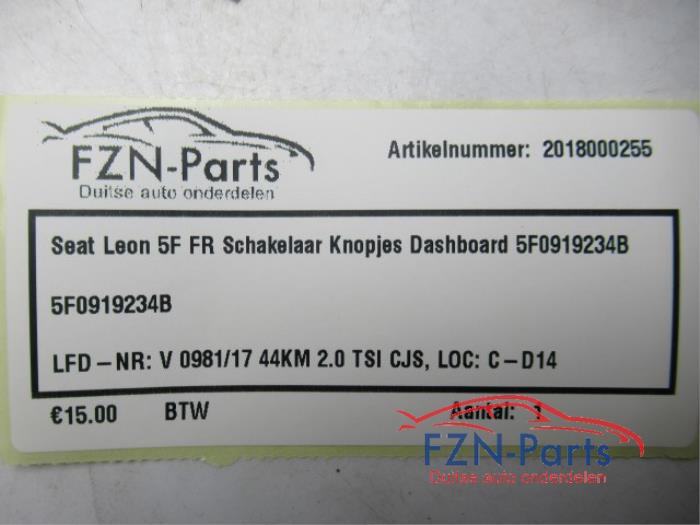 FZN-Parts
Duitse auto onderdelen
Artikelnummer: 2018000255
Seat Leon 5F FR Schakelaar Knopjes Dashboard 5F0919234B
5F0919234B
LFD-NR: V 0981/17 44KM 2.0 TSI CJS, LOC: C-D14
€15.00 BTW Aantal: 1
FZN-Parts
Duitse auto onderdelen